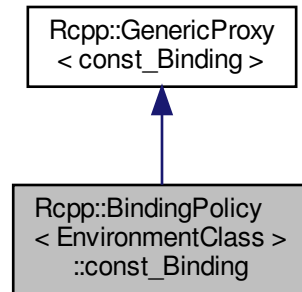 Rcpp::GenericProxy
< const_Binding >
Rcpp::BindingPolicy
< EnvironmentClass >
::const_Binding